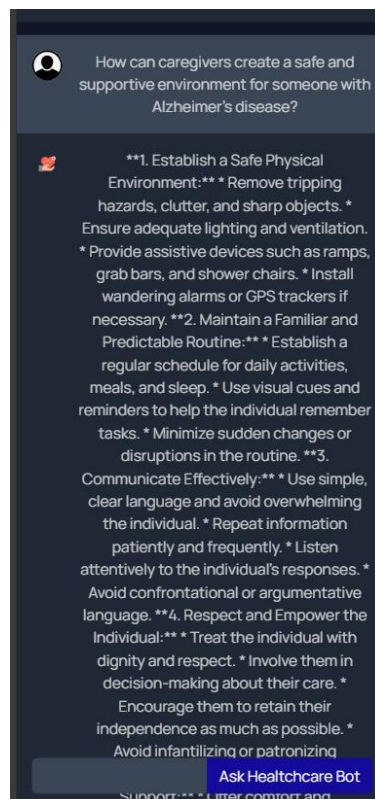 How can caregivers create a safe and
supportive environment for someone with
Alzheimer's disease?
**1. Establish a Safe Physical
Environment:** * Remove tripping
hazards, clutter, and sharp objects. *
Ensure adequate lighting and ventilation.
* Provide assistive devices such as ramps,
grab bars, and shower chairs. * Install
wandering alarms or GPS trackers if
necessary. **2. Maintain a Familiar and
Predictable Routine:** * Establish a
regular schedule for daily activities,
meals, and sleep. * Use visual cues and
reminders to help the individual remember
tasks. * Minimize sudden changes or
disruptions in the routine. **3.
Communicate Effectively:** * Use simple,
clear language and avoid overwhelming
the individual. * Repeat information
patiently and frequently. * Listen
attentively to the individual's responses. *
Avoid confrontational or argumentative
language. **4. Respect and Empower the
Individual:** * Treat the individual with
dignity and respect. * Involve them in
decision-making about their care. *
Encourage them to retain their
independence as much as possible. *
Avoid infantilizing or patronizing
Ask Healtchcare Bot
Support:** * Offer comfort and